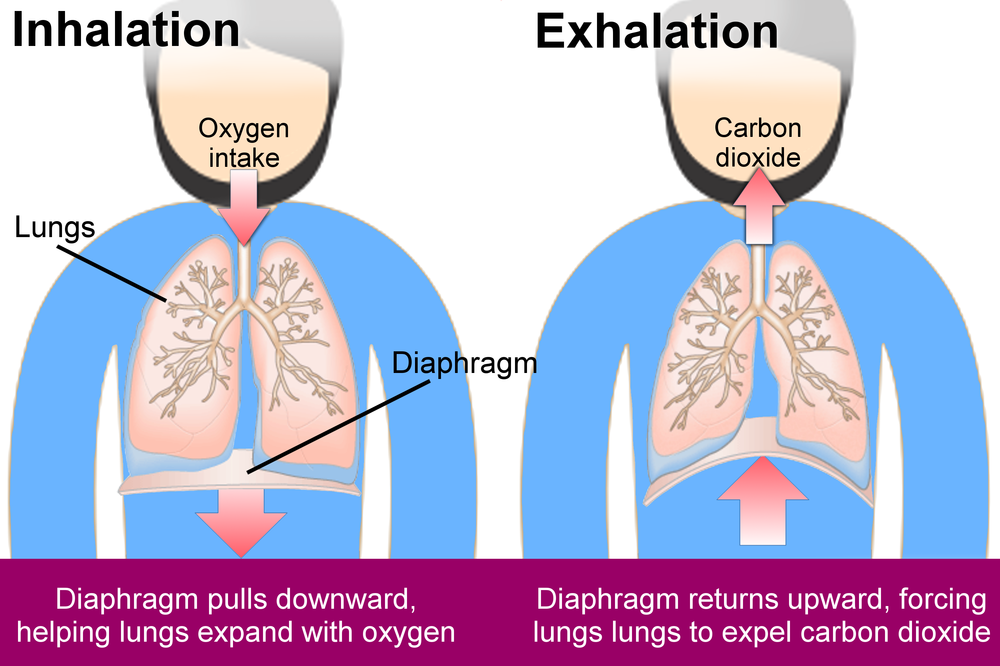 Inhalation
Oxygen
intake
Lungs
Diaphragm
Diaphragm pulls downward,
helping lungs expand with oxygen
Exhalation
Carbon
dioxide
Diaphragm returns upward, forcing
lungs lungs to expel carbon dioxide